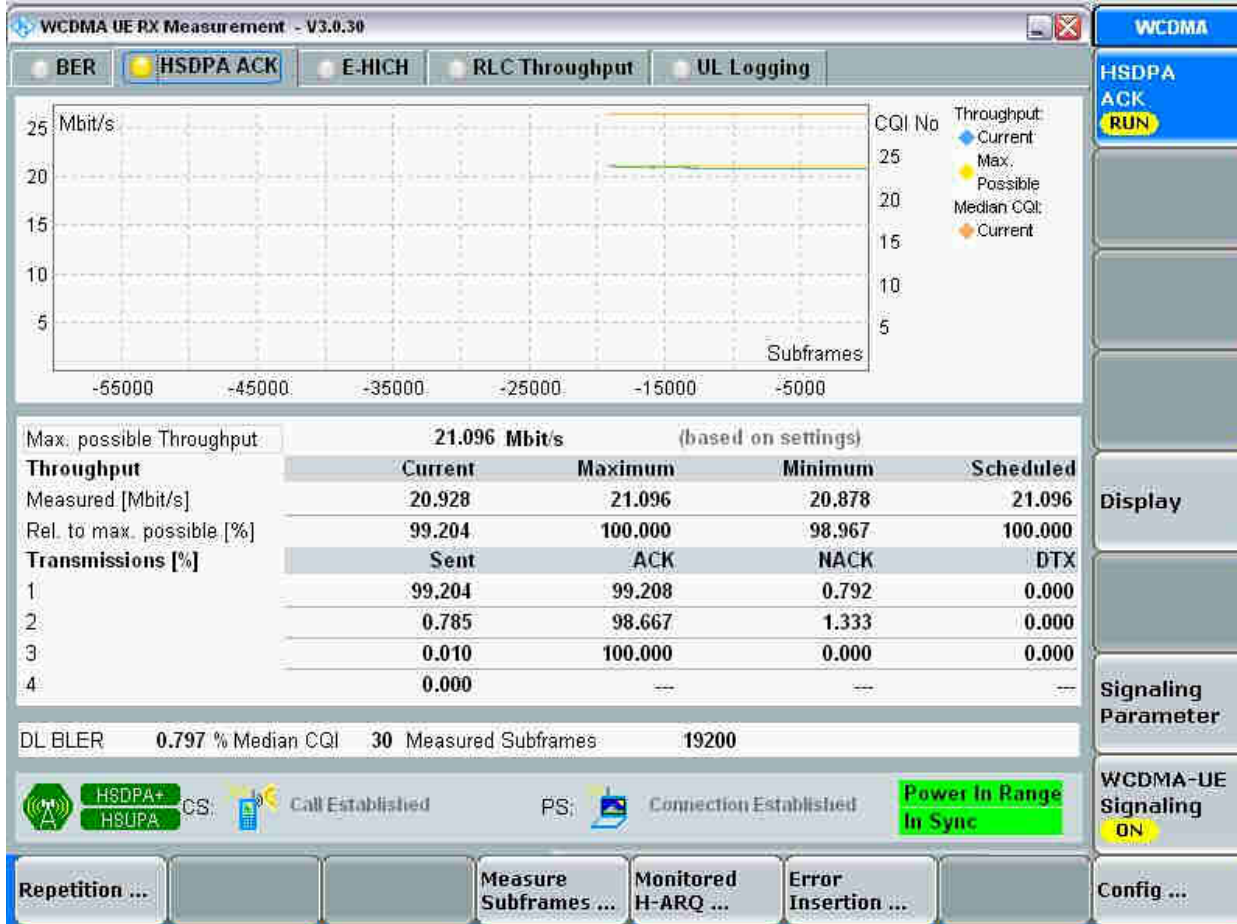 WCDMA UE RX Measurement - V3.0.30
WCDMA
BER HSDPA ACK E-HICH RLC Throughput UL Logging
HSDPA
ACK
RUN
Mbit/s
25
20
15
10
5
CQI No
25
20
15
10
5
Subframes
-55000 -45000 -35000 -25000 -15000 -5000
Throughput:
Current
Max.
Possible
Median CQI:
Current
Max. possible Throughput 21.096 Mbit/s (based on settings)
Throughput Current Maximum Minimum Scheduled
Measured [Mbit/s] 20.928 21.096 20.878 21.096
Rel. to max. possible [%] 99.204 100.000 98.967 100.000
Transmissions [%] Sent ACK NACK DTX
1 99.204 99.208 0.792 0.000
2 0.785 98.667 1.333 0.000
3 0.010 100.000 0.000 0.000
4 0.000 --- --- ---
DL BLER 0.797 % Median CQI 30 Measured Subframes 19200
HSDPA+
HSUPA
CS: Call Established
PS: Connection Established
Power In Range
In Sync
Display
Signaling
Parameter
WCDMA-UE
Signaling
ON
Repetition ...
Measure
Subframes ...
Monitored
H-ARQ ...
Error
Insertion ...
Config ...